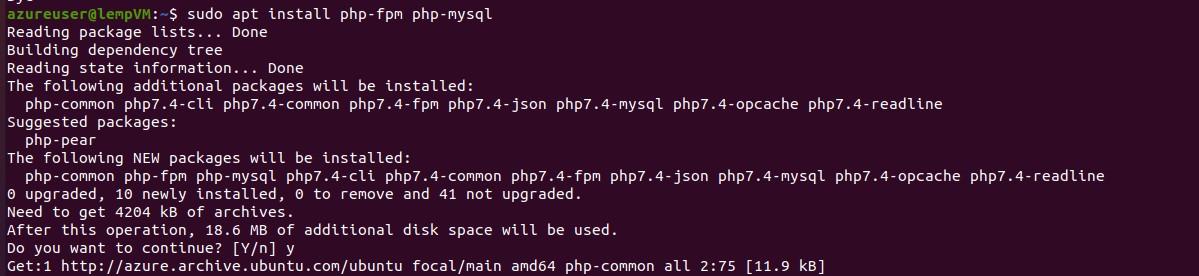 azureuser@lempVM:~$ sudo apt install php-fpm php-mysql
Reading package lists... Done
Building dependency tree
Reading state information... Done
The following additional packages will be installed:
  php-common php7.4-cli php7.4-common php7.4-fpm php7.4-json php7.4-mysql php7.4-opcache php7.4-readline
Suggested packages:
  php-pear
The following NEW packages will be installed:
  php-common php-fpm php-mysql php7.4-cli php7.4-common php7.4-fpm php7.4-json php7.4-mysql php7.4-opcache php7.4-readline
0 upgraded, 10 newly installed, 0 to remove and 41 not upgraded.
Need to get 4204 kB of archives.
After this operation, 18.6 MB of additional disk space will be used.
Do you want to continue? [Y/n] y
Get:1 http://azure.archive.ubuntu.com/ubuntu focal/main amd64 php-common all 2:75 [11.9 kB]